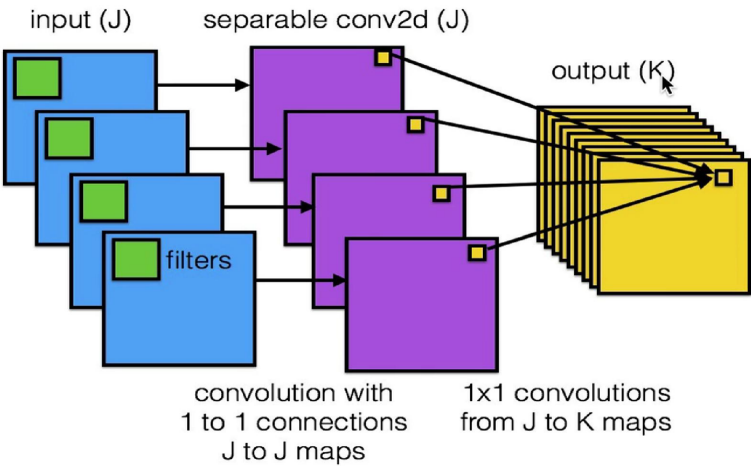 input (J)
separable conv2d (J)
output (K)
filters
convolution with
1 to 1 connections
J to J maps
1x1 convolutions
from J to K maps